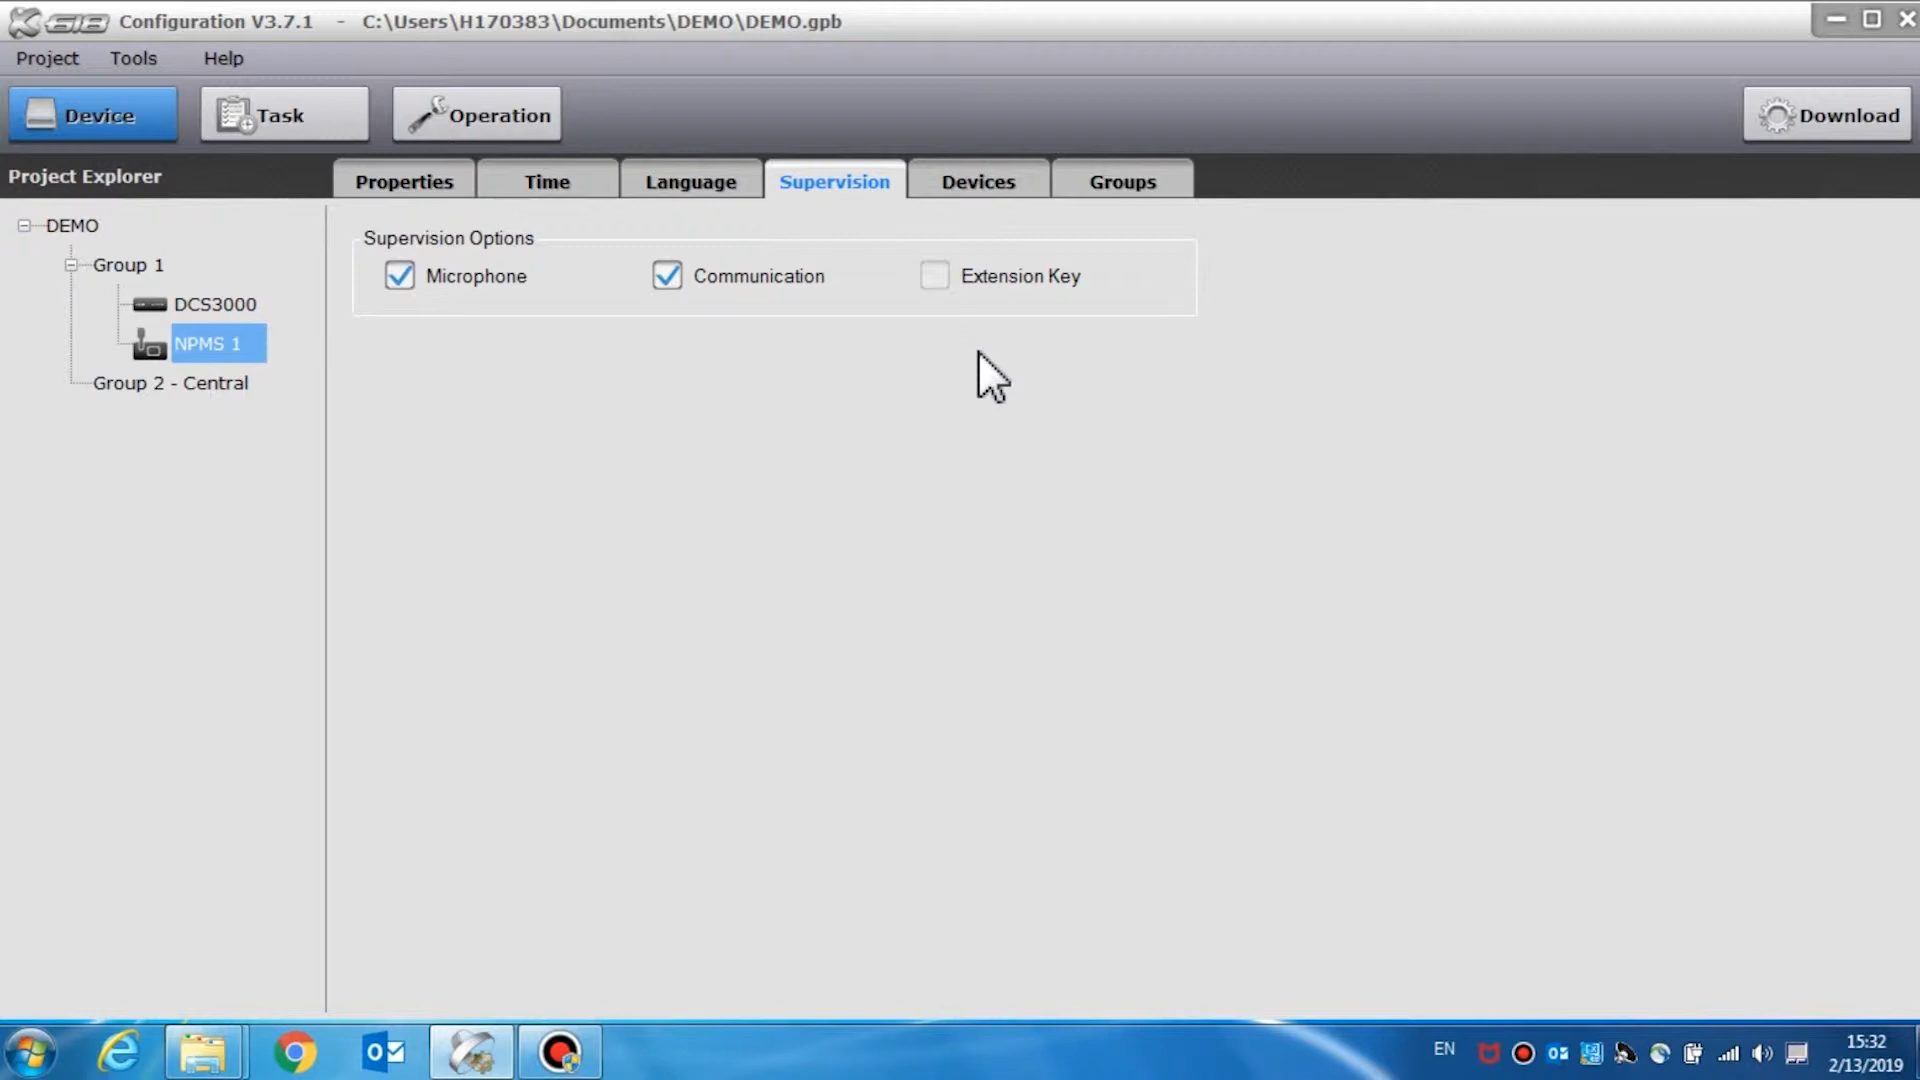 X-618 Configuration V3.7.1 - C:\Users\H170383\Documents\DEMO\DEMO.gpb
Project Tools Help
Device Task Operation Download
Project Explorer Properties Time Language Supervision Devices Groups
DEMO
Group 1
DCS3000
NPMS 1
Group 2 - Central
Supervision Options
Microphone Communication Extension Key
EN
15:32
2/13/2019